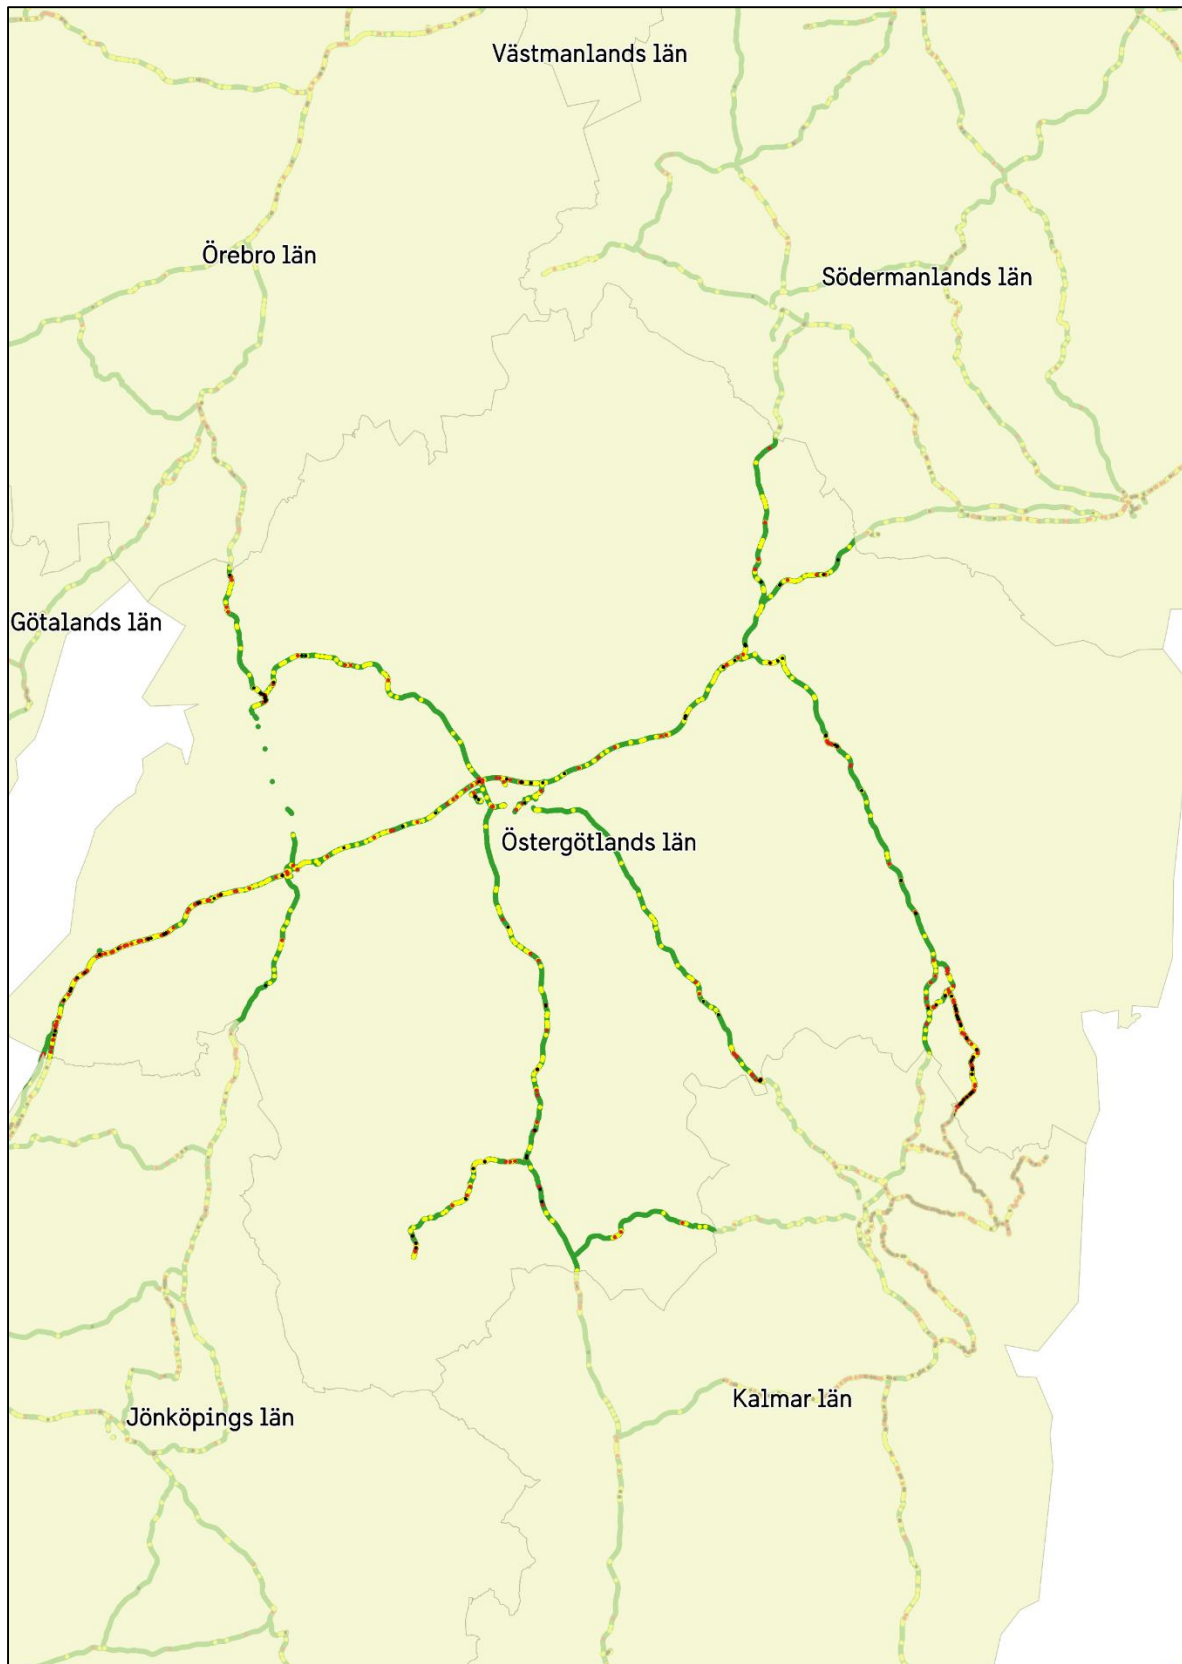 Västmanlands län
Örebro län
Södermanlands län
Götalands län
Östergötlands län
Kalmar län
Jönköpings län